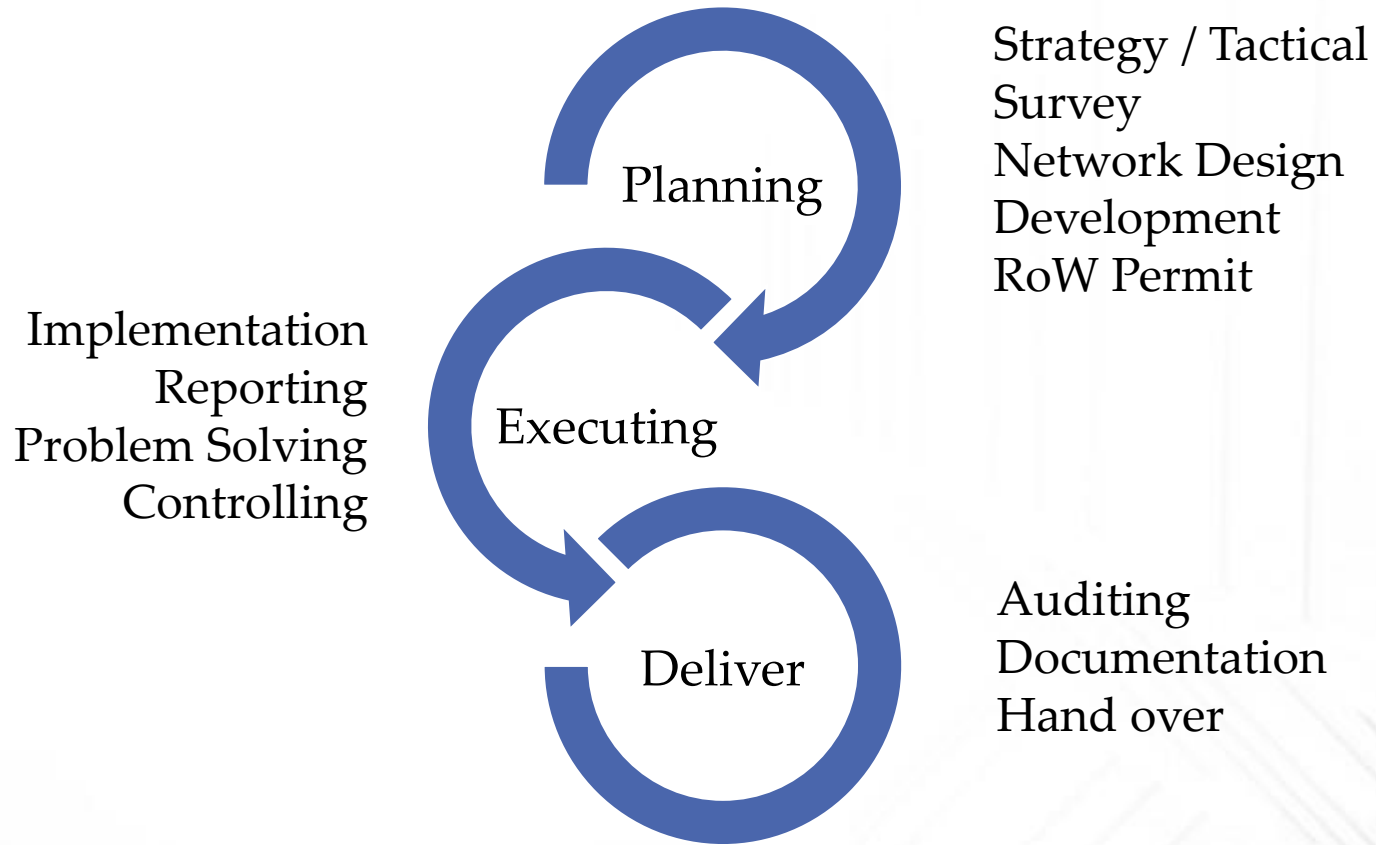 Planning
Strategy / Tactical
Survey
Network Design
Development
RoW Permit
Executing
Implementation
Reporting
Problem Solving
Controlling
Deliver
Auditing
Documentation
Hand over